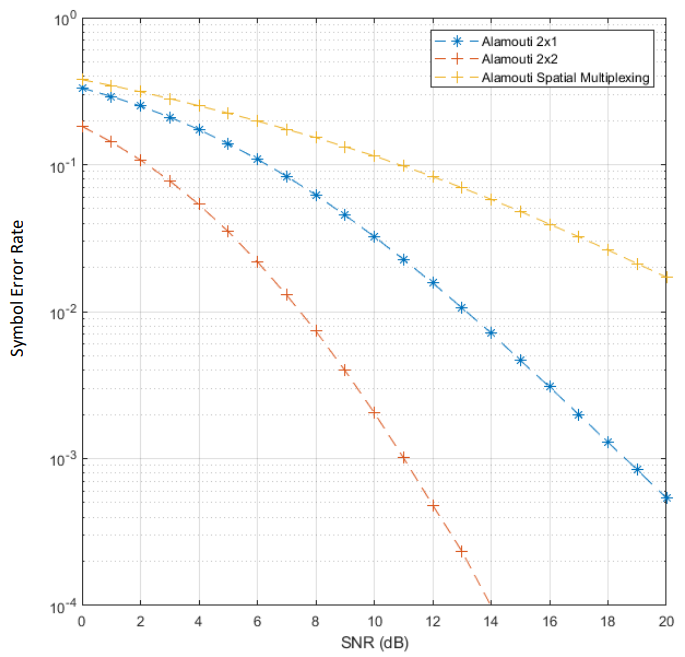 Alamouti 2x1
Alamouti 2x2
Alamouti Spatial Multiplexing
Symbol Error Rate
10^0
10^-1
10^-2
10^-3
10^-4
0 2 4 6 8 10 12 14 16 18 20
SNR (dB)